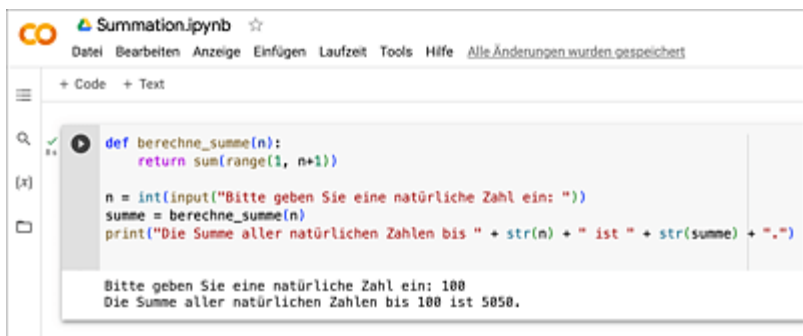 Summation.ipynb
Datei Bearbeiten Anzeige Einfügen Laufzeit Tools Hilfe Alle Änderungen wurden gespeichert
+ Code + Text
def berechne_summe(n):
    return sum(range(1, n+1))
n = int(input("Bitte geben Sie eine natürliche Zahl ein: "))
summe = berechne_summe(n)
print("Die Summe aller natürlichen Zahlen bis " + str(n) + " ist " + str(summe) + ".")
Bitte geben Sie eine natürliche Zahl ein: 100
Die Summe aller natürlichen Zahlen bis 100 ist 5050.